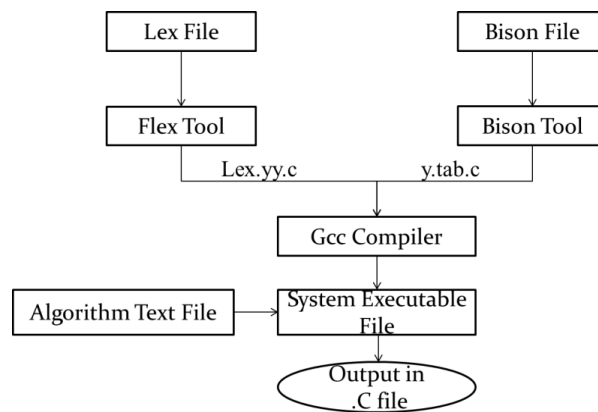 Lex File
Bison File
Flex Tool
Bison Tool
Lex.yy.c
y.tab.c
Gcc Compiler
Algorithm Text File
System Executable
File
Output in
.C file